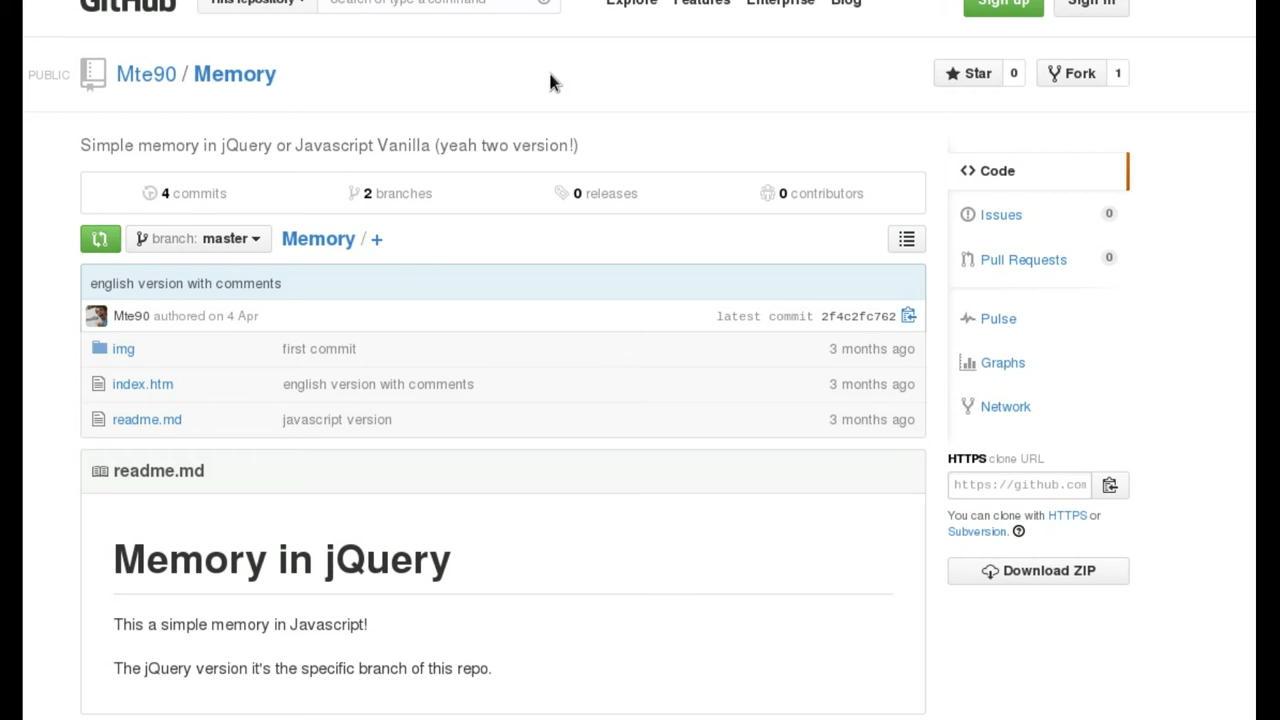 GitHub This repository Search or type a command Explore Features Enterprise Blog Sign up Sign in
PUBLIC Mte90 / Memory Star 0 Fork 1
Simple memory in jQuery or Javascript Vanilla (yeah two version!)
4 commits 2 branches 0 releases 0 contributors
branch: master Memory / +
english version with comments
Mte90 authored on 4 Apr latest commit 2f4c2fc762
img first commit 3 months ago
index.htm english version with comments 3 months ago
readme.md javascript version 3 months ago
readme.md
Memory in jQuery
This a simple memory in Javascript!
The jQuery version it's the specific branch of this repo.
Code
Issues 0
Pull Requests 0
Pulse
Graphs
Network
HTTPS clone URL
https://github.com
You can clone with HTTPS or
Subversion.
Download ZIP